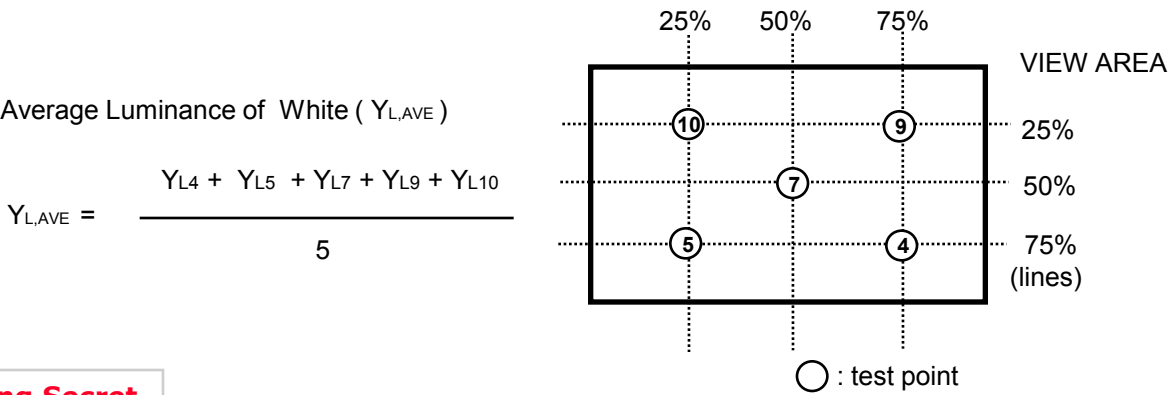 25% 50% 75%
VIEW AREA
Average Luminance of White ( YL,AVE )
10 9 25%
YL4 + YL5 + YL7 + YL9 + YL10
7 50%
YL,AVE =
5
5 4 75%
(lines)
: test point
Secret